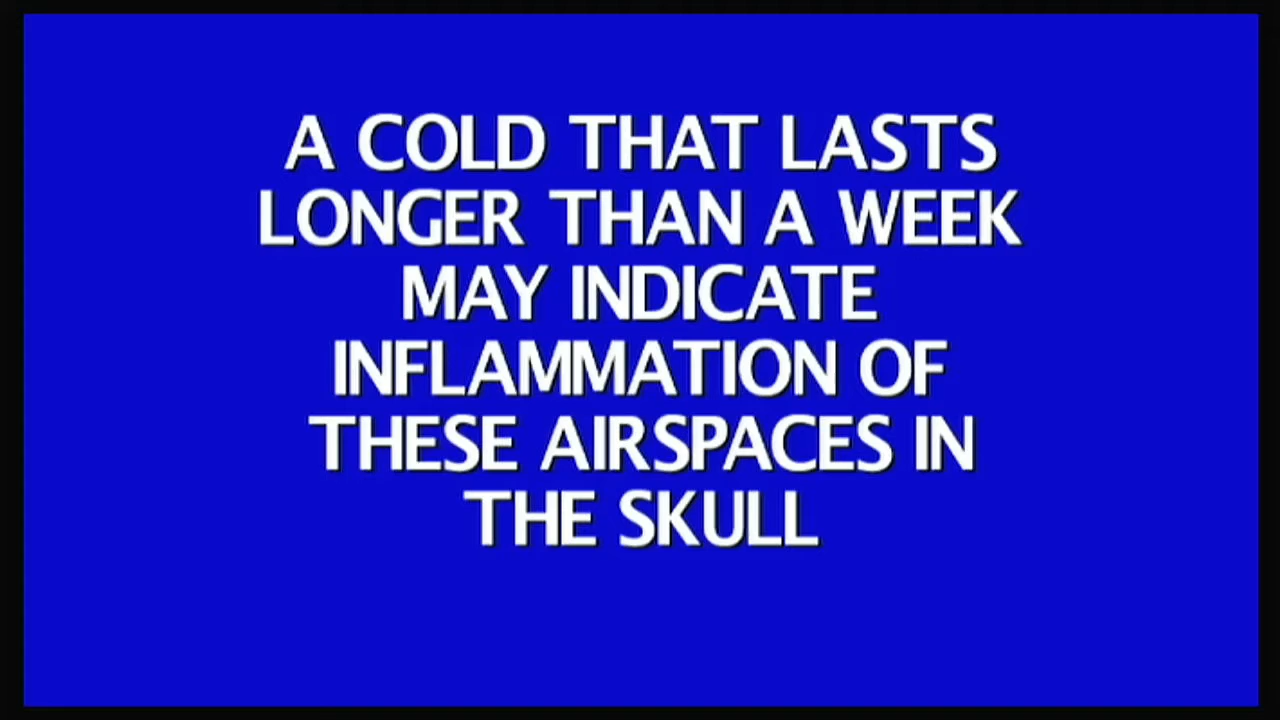 A COLD THAT LASTS
LONGER THAN A WEEK
MAY INDICATE
INFLAMMATION OF
THESE AIRSPACES IN
THE SKULL